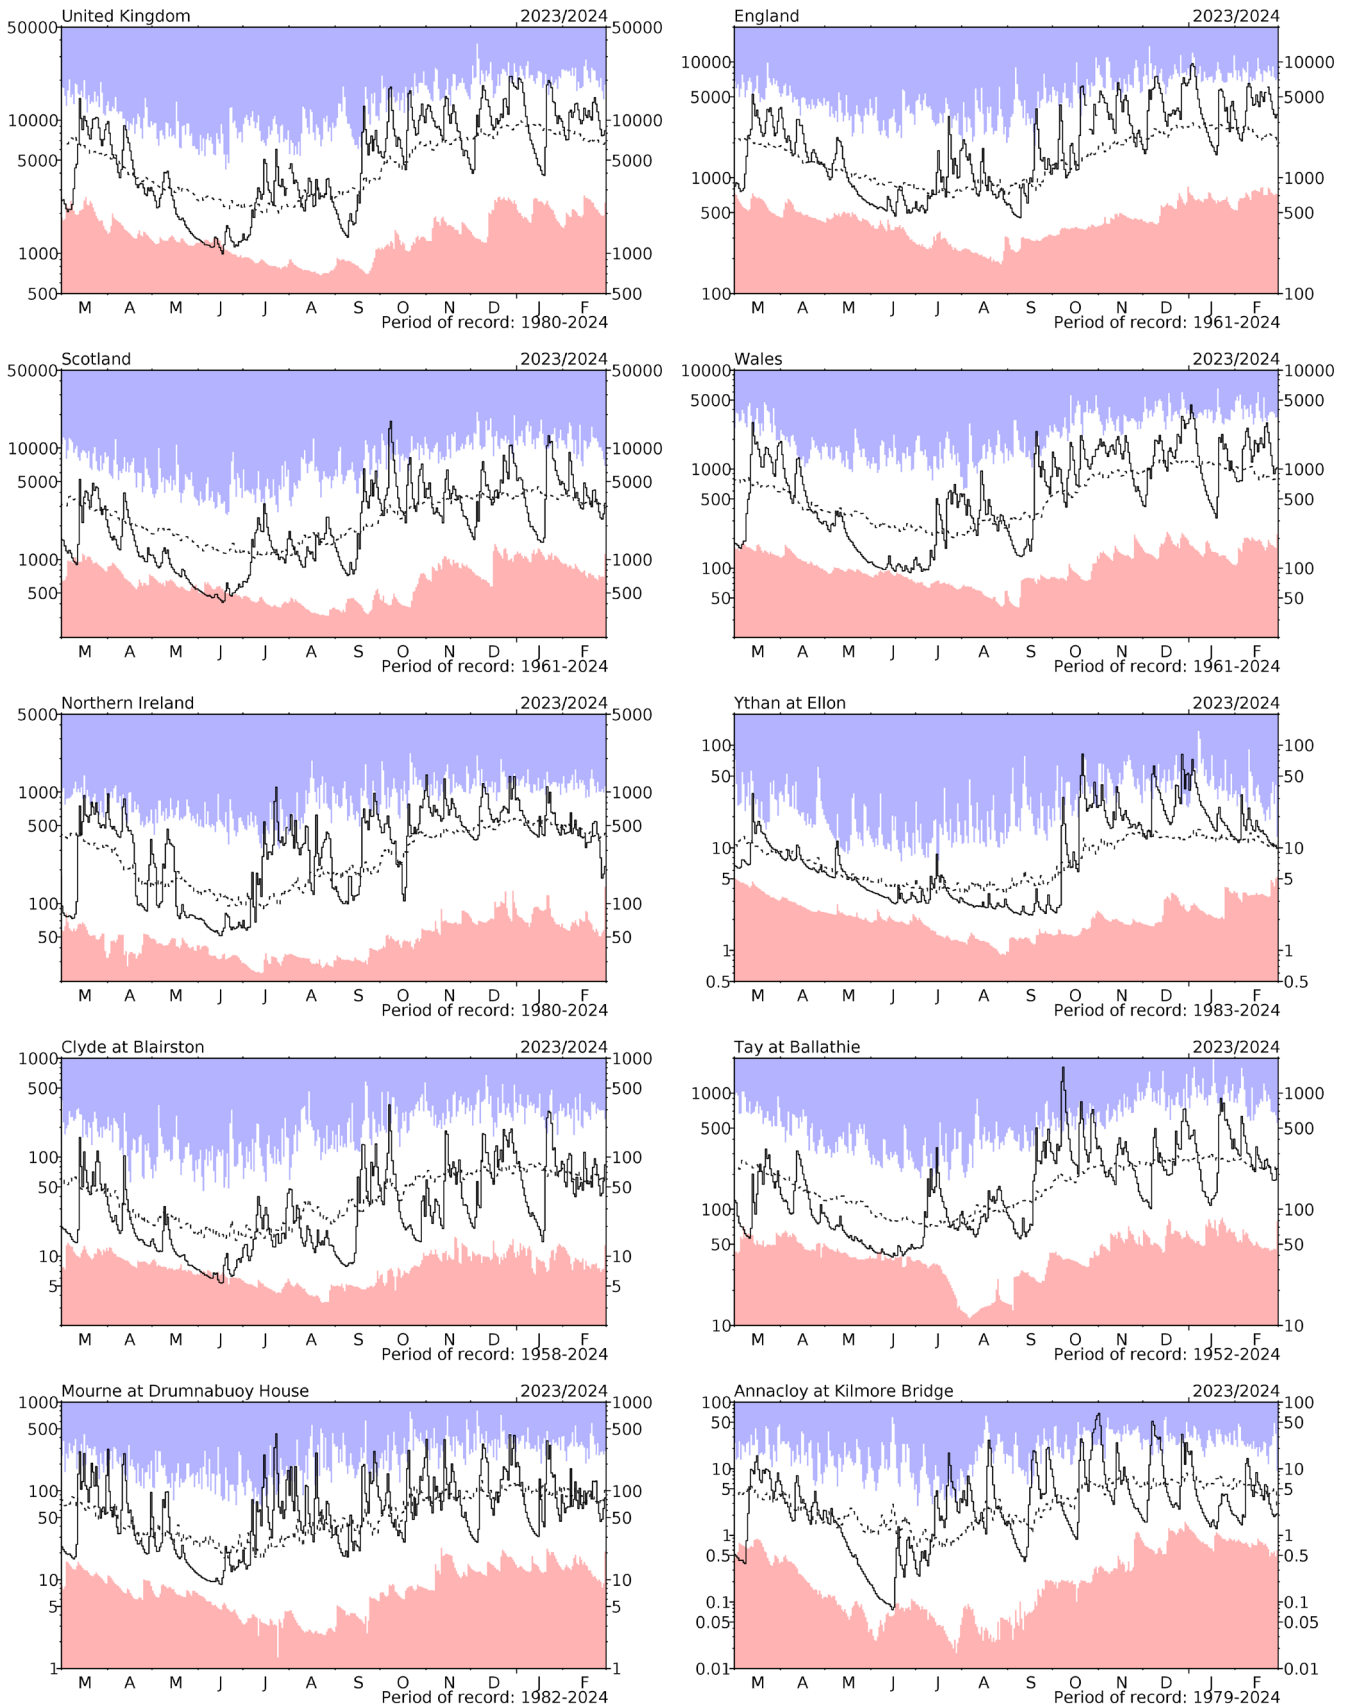 United Kingdom 2023/2024
50000 50000
10000 10000
5000 5000
1000 1000
500 500
M A M J J A S O N D J F
Period of record: 1980-2024
England 2023/2024
10000 10000
5000 5000
1000 1000
500 500
100 100
M A M J J A S O N D J F
Period of record: 1961-2024
Scotland 2023/2024
50000 50000
10000 10000
5000 5000
1000 1000
500 500
M A M J J A S O N D J F
Period of record: 1961-2024
Wales 2023/2024
10000 10000
5000 5000
1000 1000
500 500
100 100
50 50
M A M J J A S O N D J F
Period of record: 1961-2024
Northern Ireland 2023/2024
5000 5000
1000 1000
500 500
100 100
50 50
M A M J J A S O N D J F
Period of record: 1980-2024
Ythan at Ellon 2023/2024
100 100
50 50
10 10
5 5
1 1
0.5 0.5
M A M J J A S O N D J F
Period of record: 1983-2024
Clyde at Blairston 2023/2024
1000 1000
500 500
100 100
50 50
10 10
5 5
M A M J J A S O N D J F
Period of record: 1958-2024
Tay at Ballathie 2023/2024
1000 1000
500 500
100 100
50 50
10 10
M A M J J A S O N D J F
Period of record: 1952-2024
Mourne at Drumnabuoy House 2023/2024
1000 1000
500 500
100 100
50 50
10 10
5 5
1 1
M A M J J A S O N D J F
Period of record: 1982-2024
Annacloy at Kilmore Bridge 2023/2024
100 100
50 50
10 10
5 5
1 1
0.5 0.5
0.1 0.1
0.05 0.05
0.01 0.01
M A M J J A S O N D J F
Period of record: 1979-2024